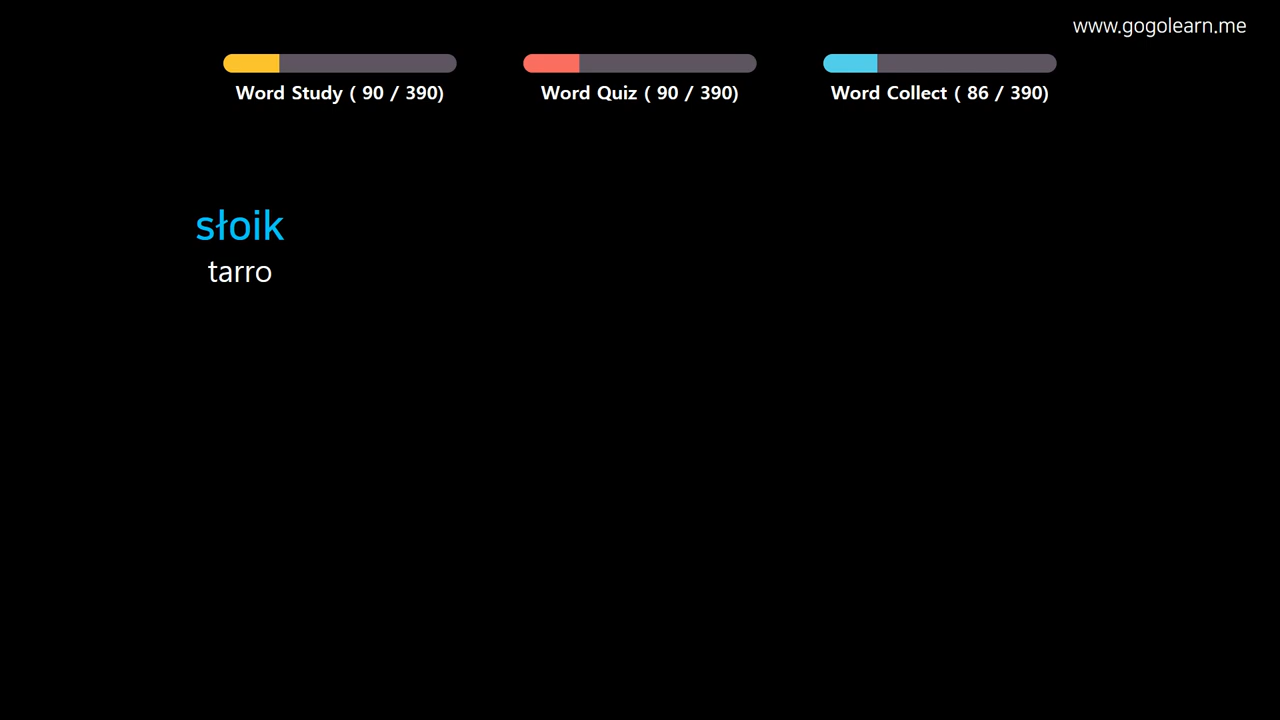 www.gogolearn.me
Word Study ( 90 / 390)
Word Quiz ( 90 / 390)
Word Collect ( 86 / 390)
słoik
tarro